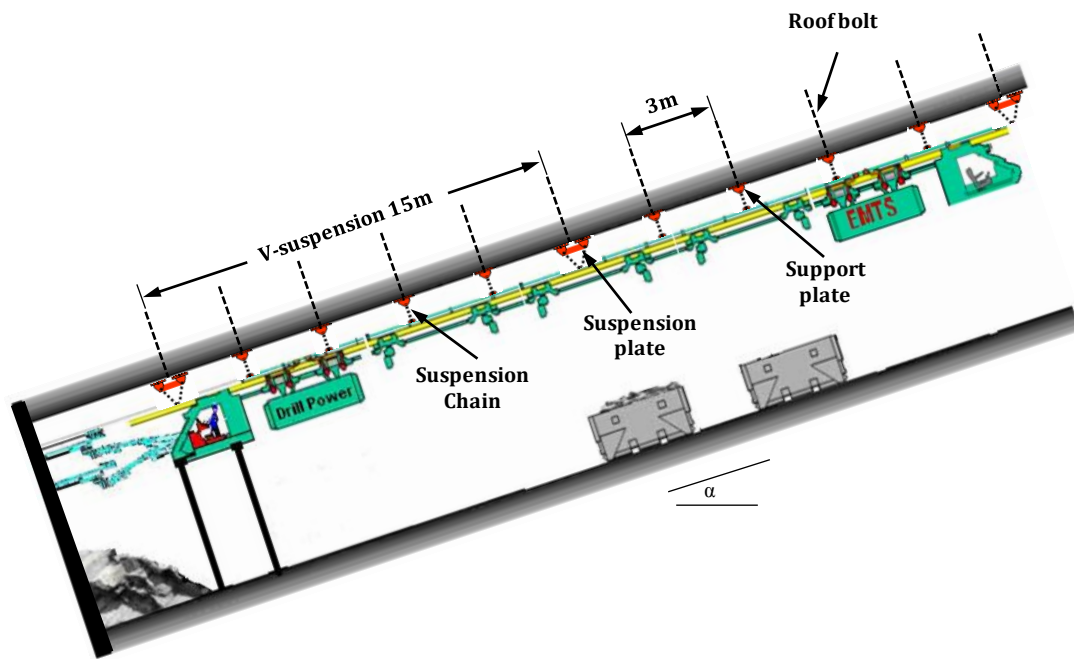 Roof bolt
3m
V-suspension 15m
EMTS
Support
plate
Suspension
plate
Suspension
Chain
Drill Power
α